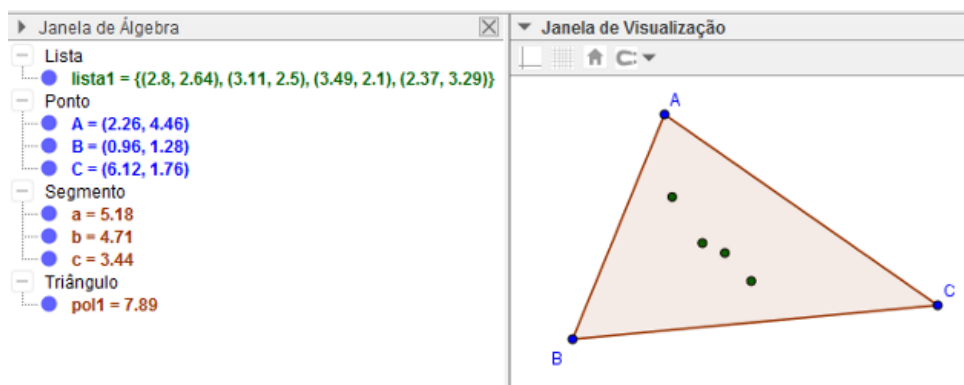 Janela de Álgebra
Lista
lista1 = {(2.8, 2.64), (3.11, 2.5), (3.49, 2.1), (2.37, 3.29)}
Ponto
A = (2.26, 4.46)
B = (0.96, 1.28)
C = (6.12, 1.76)
Segmento
a = 5.18
b = 4.71
c = 3.44
Triângulo
pol1 = 7.89
Janela de Visualização
A
C
B